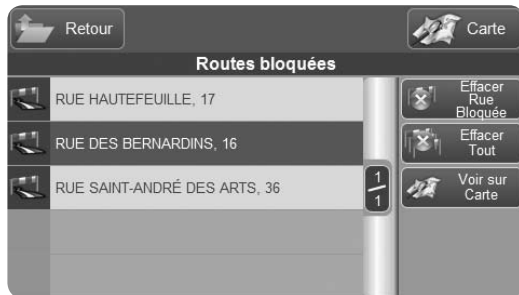 Retour
Carte
Routes bloquées
RUE HAUTEFEUILLE, 17
RUE DES BERNARDINS, 16
RUE SAINT-ANDRÉ DES ARTS, 36
1
1
Effacer
Rue
Bloquée
Effacer
Tout
Voir sur
Carte